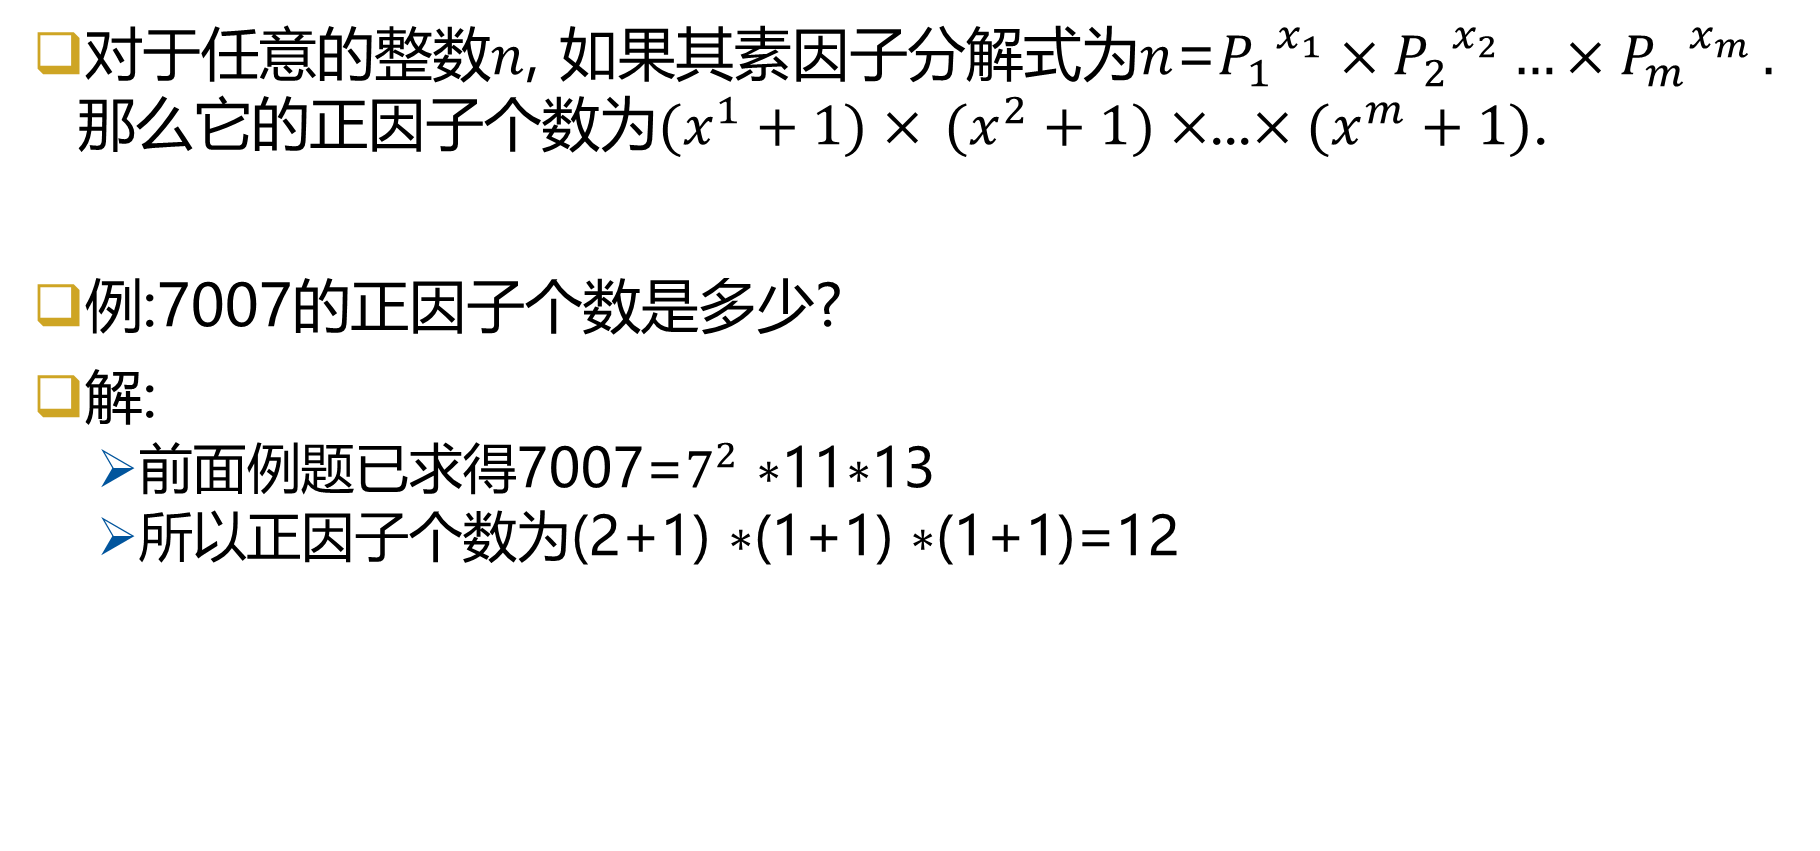 对于任意的整数n, 如果其素因子分解式为n=P₁^{x₁} × P₂^{x₂} ... × Pₘ^{xₘ} .
那么它的正因子个数为(x¹ + 1) × (x² + 1) ×...× (xᵐ + 1).
例:7007的正因子个数是多少?
解:
前面例题已求得7007=7² *11*13
所以正因子个数为(2+1) *(1+1) *(1+1)=12